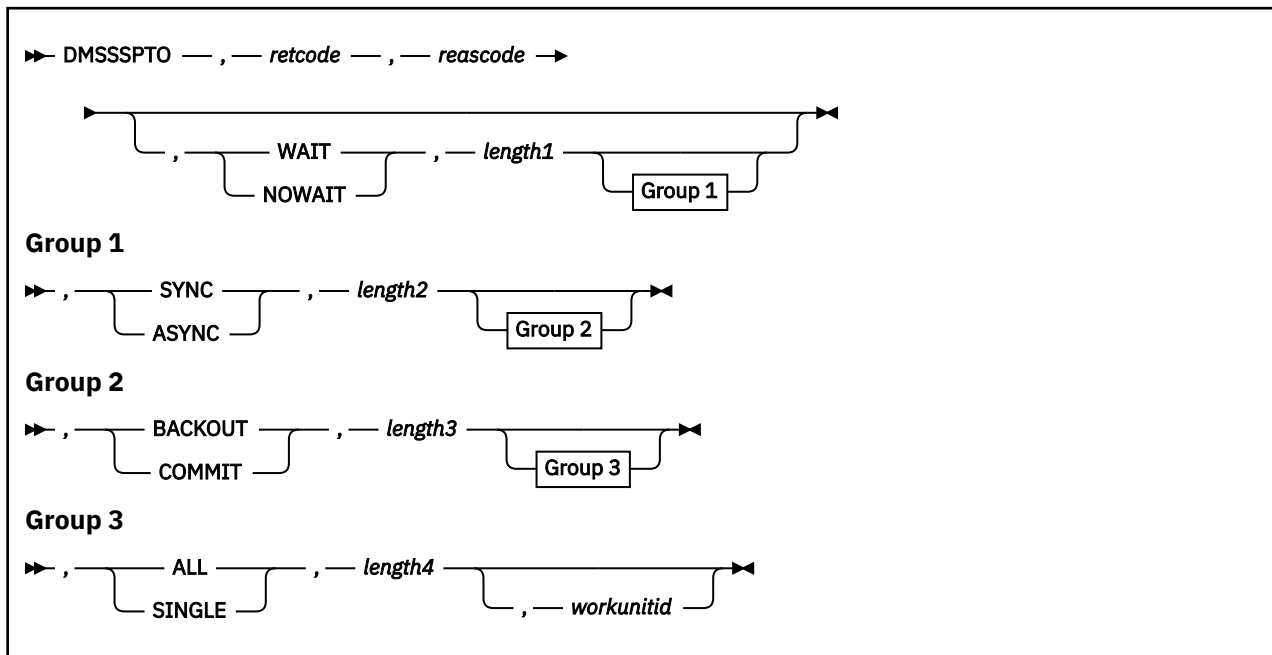 DMSSSPTO , retcode , reascode
, WAIT , length1
NOWAIT Group 1
Group 1
, SYNC , length2
ASYNC Group 2
Group 2
, BACKOUT , length3
COMMIT Group 3
Group 3
, ALL , length4
SINGLE , workunitid